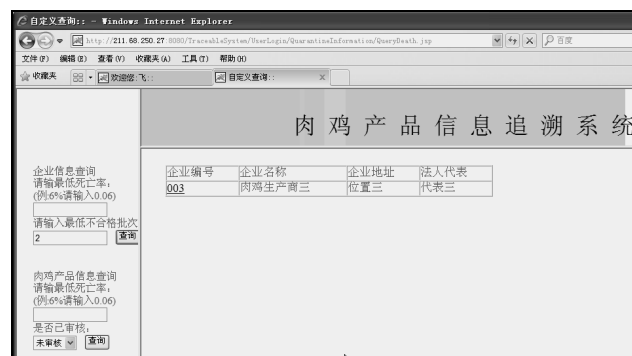 自定义查询:: - Windows Internet Explorer
http://211.68.250.27:8080/TraceableSystem/UserLogin/QuarantineInformation/QueryDeath.jsp
百度
文件(F) 编辑(E) 查看(V) 收藏夹(A) 工具(T) 帮助(H)
收藏夹 欢迎您:飞:: 自定义查询:: X
肉鸡产品信息追溯系统
企业信息查询
请输最低死亡率,
(例:6%请输入0.06)
请输入最低不合格批次
2 查询
企业编号 企业名称 企业地址 法人代表
003 肉鸡生产商三 位置三 代表三
肉鸡产品信息查询
请输最低死亡率,
(例:6%请输入0.06)
是否已审核,
未审核 查询